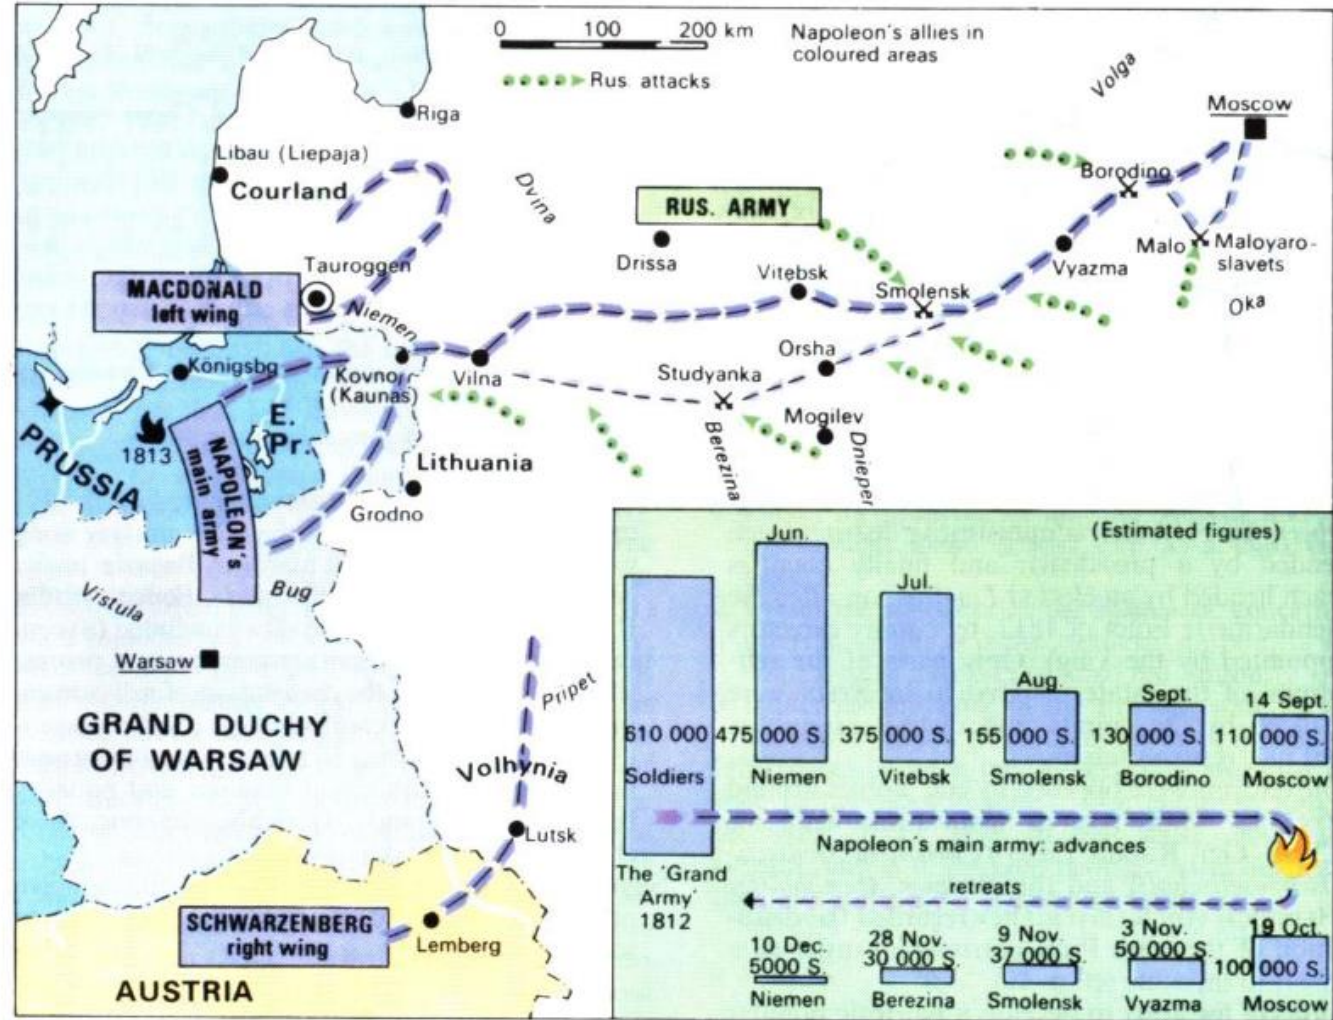 0 100 200 km
Napoleon's allies in
coloured areas
Rus. attacks
Volga
Moscow
Riga
Libau (Liepaja)
Courland
Dvina
Borodino
RUS. ARMY
Drissa
Malo
Maloyaro-
slavets
Vyazma
Oka
Tauroggen
Vitebsk
Smolensk
MACDONALD
left wing
Niemen
Königsbg
Kovno
(Kaunas)
Vilna
Orsha
Studyanka
Mogilev
E.
Pr.
1813
PRUSSIA
NAPOLEON's
main army
Lithuania
Berezina
Dnieper
Grodno
Bug
Vistula
Warsaw
Pripet
GRAND DUCHY
OF WARSAW
Volhynia
Lutsk
SCHWARZENBERG
right wing
Lemberg
AUSTRIA
(Estimated figures)
Jun.
Jul.
Aug.
Sept.
14 Sept.
610 000 475 000 S. 375 000 S. 155 000 S. 130 000 S. 110 000 S.
Soldiers Niemen Vitebsk Smolensk Borodino Moscow
Napoleon's main army: advances
The 'Grand
Army'
1812
retreats
10 Dec. 28 Nov. 9 Nov. 3 Nov. 19 Oct.
5000 S. 30 000 S. 37 000 S. 50 000 S. 100 000 S.
Niemen Berezina Smolensk Vyazma Moscow